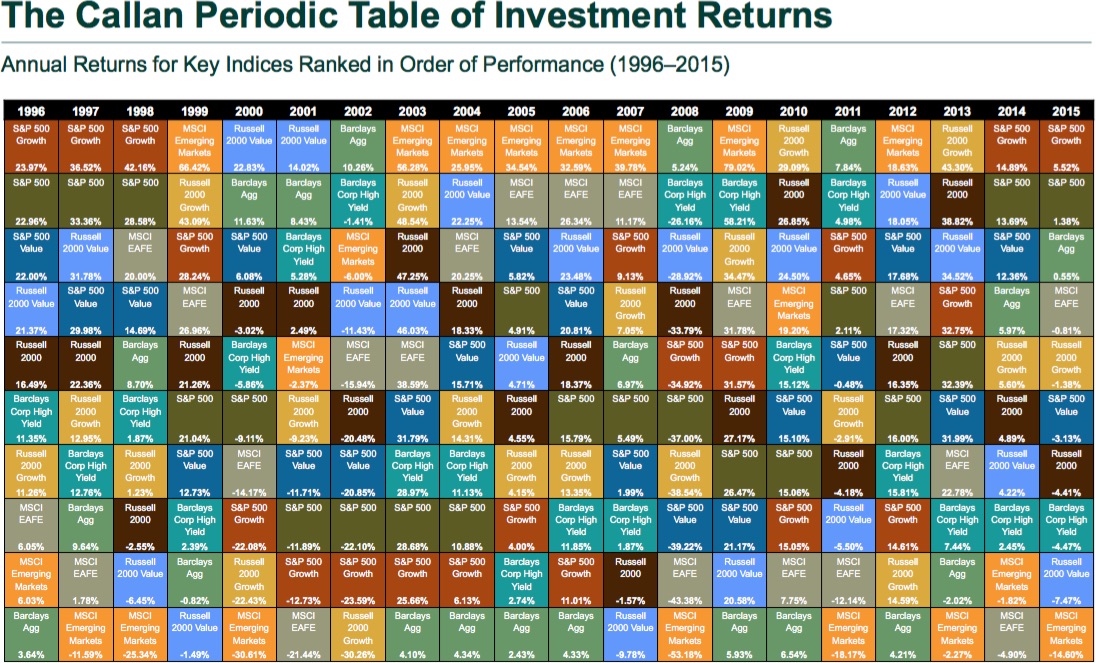 The Callan Periodic Table of Investment Returns
Annual Returns for Key Indices Ranked in Order of Performance (1996–2015)
1996 1997 1998 1999 2000 2001 2002 2003 2004 2005 2006 2007 2008 2009 2010 2011 2012 2013 2014 2015
S&P 500 Growth 23.97% S&P 500 Growth 36.52% S&P 500 Growth 42.16% MSCI Emerging Markets 66.42% Russell 2000 Value 22.83% Russell 2000 Value 14.02% Barclays Agg 10.26% MSCI Emerging Markets 56.28% MSCI Emerging Markets 25.95% MSCI Emerging Markets 34.54% MSCI Emerging Markets 32.59% MSCI Emerging Markets 39.78% Barclays Agg 5.24% MSCI Emerging Markets 79.02% Russell 2000 Growth 29.09% Barclays Agg 7.84% MSCI Emerging Markets 18.63% Russell 2000 Growth 43.30% S&P 500 Growth 14.89% S&P 500 Growth 5.52%
S&P 500 22.96% S&P 500 33.36% S&P 500 28.58% Russell 2000 Growth 43.09% Barclays Agg 11.63% Barclays Agg 8.43% Barclays Corp High Yield -1.41% Russell 2000 Growth 48.54% Russell 2000 Value 22.25% MSCI EAFE 13.54% MSCI EAFE 26.34% MSCI EAFE 11.17% Barclays Corp High Yield -26.16% Barclays Corp High Yield 58.21% Russell 2000 26.85% Barclays Corp High Yield 4.98% Russell 2000 Value 18.05% Russell 2000 38.82% S&P 500 13.69% S&P 500 1.38%
S&P 500 Value 22.00% Russell 2000 Value 31.78% MSCI EAFE 20.00% S&P 500 Growth 28.24% S&P 500 Value 6.08% Barclays Corp High Yield 5.28% MSCI Emerging Markets -6.00% Russell 2000 47.25% MSCI EAFE 20.25% S&P 500 Value 5.82% Russell 2000 Value 23.48% S&P 500 Growth 9.13% Russell 2000 Value -28.92% Russell 2000 Growth 34.47% Russell 2000 Value 24.50% S&P 500 Growth 4.65% S&P 500 Value 17.68% Russell 2000 Value 34.52% S&P 500 Value 12.36% Barclays Agg 0.55%
Russell 2000 Value 21.37% S&P 500 Value 29.98% S&P 500 Value 14.69% MSCI EAFE 26.96% Russell 2000 -3.02% Russell 2000 2.49% Russell 2000 Value -11.43% Russell 2000 Value 46.03% Russell 2000 18.33% S&P 500 4.91% S&P 500 Value 20.81% Russell 2000 Growth 7.05% Russell 2000 -33.79% MSCI EAFE 31.78% MSCI Emerging Markets 19.20% S&P 500 2.11% MSCI EAFE 17.32% S&P 500 Growth 32.75% Barclays Agg 5.97% MSCI EAFE -0.81%
Russell 2000 16.49% Russell 2000 22.36% Barclays Agg 8.70% Russell 2000 21.26% Barclays Corp High Yield -5.86% MSCI Emerging Markets -2.37% MSCI EAFE -15.94% MSCI EAFE 38.59% S&P 500 Value 15.71% Russell 2000 Value 4.71% Russell 2000 18.37% Barclays Agg 6.97% S&P 500 Growth -34.92% S&P 500 Growth 31.57% Barclays Corp High Yield 15.12% S&P 500 Value -0.48% Russell 2000 16.35% S&P 500 32.39% Russell 2000 Growth 5.60% Russell 2000 Growth -1.38%
Barclays Corp High Yield 11.35% Russell 2000 Growth 12.95% Barclays Corp High Yield 1.87% S&P 500 21.04% S&P 500 -9.11% Russell 2000 Growth -9.23% Russell 2000 -20.48% S&P 500 Value 31.79% Russell 2000 Growth 14.31% Russell 2000 4.55% S&P 500 15.79% S&P 500 5.49% S&P 500 -37.00% Russell 2000 27.17% S&P 500 Value 15.10% Russell 2000 Growth -2.91% S&P 500 16.00% S&P 500 Value 31.99% Russell 2000 4.89% S&P 500 Value -3.13%
Russell 2000 Growth 11.26% Barclays Corp High Yield 12.76% Russell 2000 Growth 1.23% S&P 500 Value 12.73% MSCI EAFE -14.17% S&P 500 Value -11.71% S&P 500 Value -20.85% Barclays Corp High Yield 28.97% Barclays Corp High Yield 11.13% Russell 2000 Growth 4.15% Russell 2000 Growth 13.35% S&P 500 Value 1.99% Russell 2000 Growth -38.54% S&P 500 26.47% S&P 500 15.06% Russell 2000 -4.18% Barclays Corp High Yield 15.81% MSCI EAFE 22.78% Russell 2000 Value 4.22% Russell 2000 -4.41%
MSCI EAFE 6.05% Barclays Agg 9.64% Russell 2000 -2.55% Barclays Corp High Yield 2.39% S&P 500 Growth -22.08% S&P 500 -11.89% S&P 500 -22.10% S&P 500 28.68% S&P 500 10.88% S&P 500 Growth 4.00% Barclays Corp High Yield 11.85% Barclays Corp High Yield 1.87% S&P 500 Value -39.22% S&P 500 Value 21.17% S&P 500 Growth 15.05% Russell 2000 Value -5.50% S&P 500 Growth 14.61% Barclays Corp High Yield 7.44% Barclays Corp High Yield 2.45% Barclays Corp High Yield -4.47%
MSCI Emerging Markets 6.03% MSCI EAFE 1.78% Russell 2000 Value -6.45% Barclays Agg -0.82% Russell 2000 Growth -22.43% S&P 500 Growth -12.73% S&P 500 Growth -23.59% S&P 500 Growth 25.66% S&P 500 Growth 6.13% Barclays Corp High Yield 2.74% S&P 500 Growth 11.01% Russell 2000 -1.57% MSCI EAFE -43.38% Russell 2000 Value 20.58% MSCI EAFE 7.75% MSCI EAFE -12.14% Russell 2000 Growth 14.59% Barclays Agg -2.02% MSCI Emerging Markets -1.82% Russell 2000 Value -7.47%
Barclays Agg 3.64% MSCI Emerging Markets -11.59% MSCI Emerging Markets -25.34% Russell 2000 Value -1.49% MSCI Emerging Markets -30.61% MSCI EAFE -21.44% Russell 2000 Growth -30.26% Barclays Agg 4.10% Barclays Agg 4.34% Barclays Agg 2.43% Barclays Agg 4.33% Russell 2000 Value -9.78% MSCI Emerging Markets -53.18% Barclays Agg 5.93% Barclays Agg 6.54% MSCI Emerging Markets -18.17% Barclays Agg 4.21% MSCI Emerging Markets -2.27% MSCI EAFE -4.90% MSCI Emerging Markets -14.60%